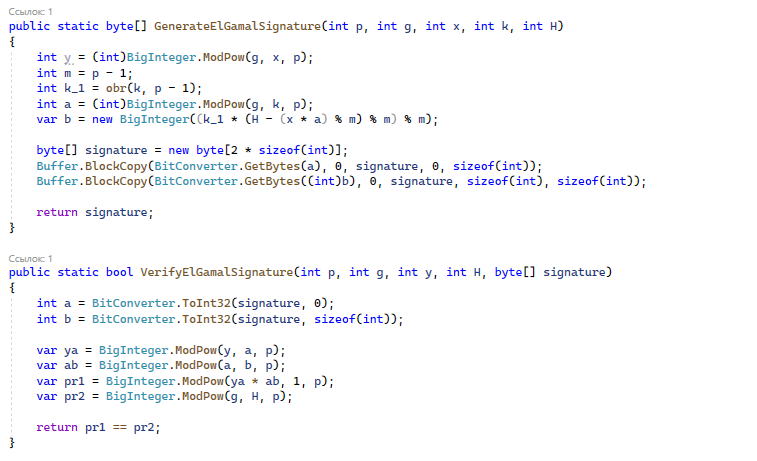 Ссылок: 1
public static byte[] GenerateElGamalSignature(int p, int g, int x, int k, int H)
{
    int y = (int)BigInteger.ModPow(g, x, p);
    int m = p - 1;
    int k_1 = obr(k, p - 1);
    int a = (int)BigInteger.ModPow(g, k, p);
    var b = new BigInteger((k_1 * (H - (x * a) % m) % m) % m);

    byte[] signature = new byte[2 * sizeof(int)];
    Buffer.BlockCopy(BitConverter.GetBytes(a), 0, signature, 0, sizeof(int));
    Buffer.BlockCopy(BitConverter.GetBytes((int)b), 0, signature, sizeof(int), sizeof(int));

    return signature;
}

Ссылок: 1
public static bool VerifyElGamalSignature(int p, int g, int y, int H, byte[] signature)
{
    int a = BitConverter.ToInt32(signature, 0);
    int b = BitConverter.ToInt32(signature, sizeof(int));

    var ya = BigInteger.ModPow(y, a, p);
    var ab = BigInteger.ModPow(a, b, p);
    var pr1 = BigInteger.ModPow(ya * ab, 1, p);
    var pr2 = BigInteger.ModPow(g, H, p);

    return pr1 == pr2;
}